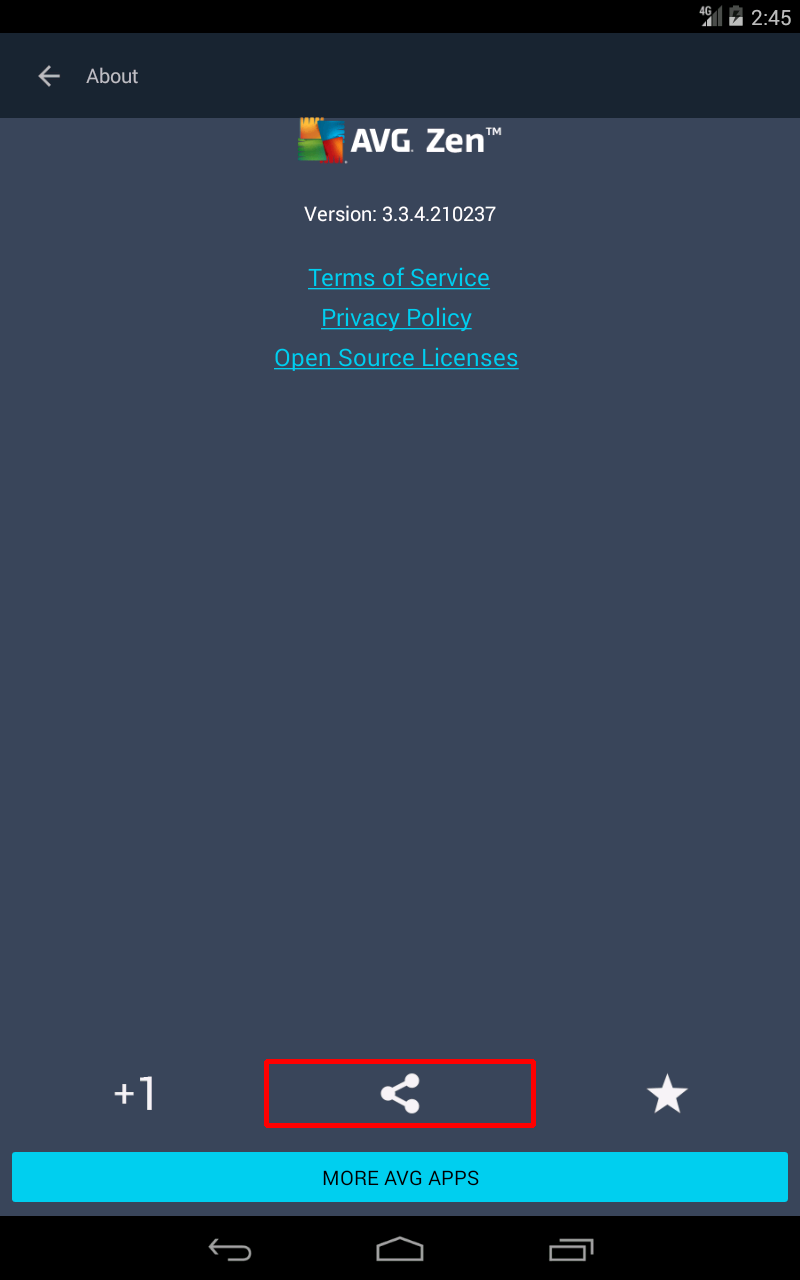 4G 2:45
About
AVG. Zen™
Version: 3.3.4.210237
Terms of Service
Privacy Policy
Open Source Licenses
+1
MORE AVG APPS